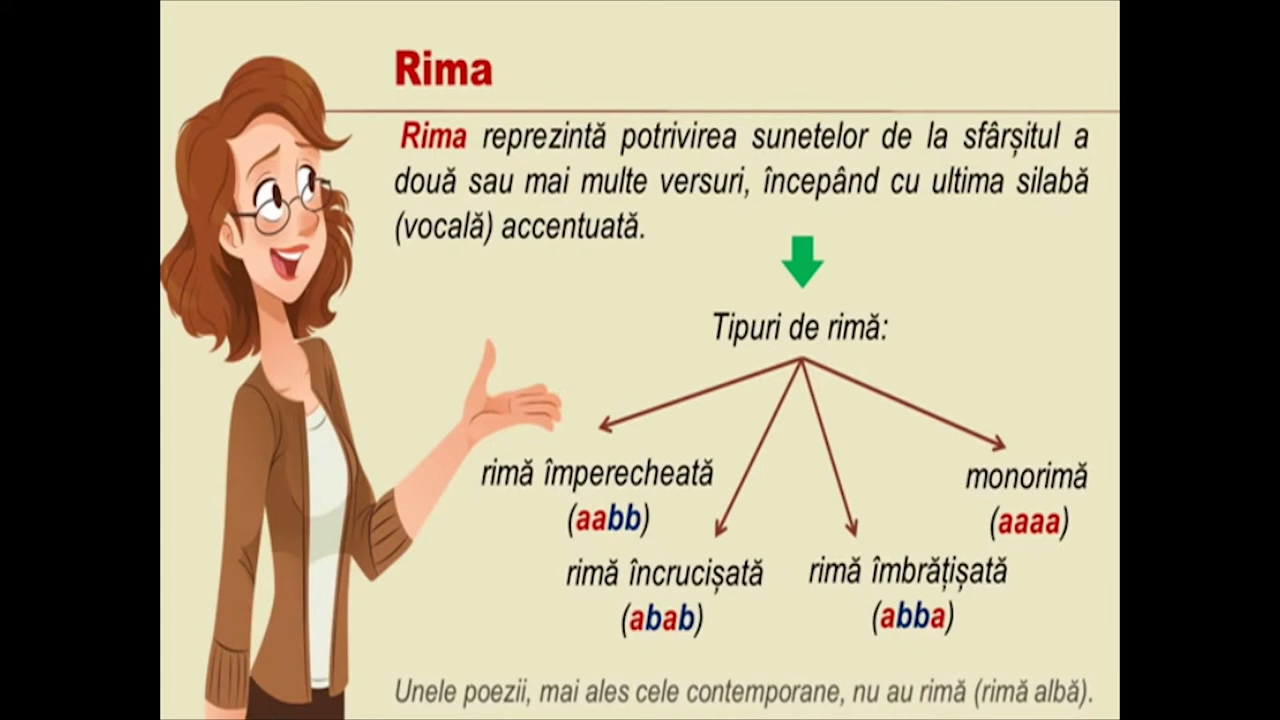 Rima
Rima reprezintă potrivirea sunetelor de la sfârșitul a
două sau mai multe versuri, începând cu ultima silabă
(vocală) accentuată.
Tipuri de rimă:
rimă împerecheată
(aabb)
rimă încrucișată
(abab)
rimă îmbrățișată
(abba)
monorimă
(aaaa)
Unele poezii, mai ales cele contemporane, nu au rimă (rimă albă).